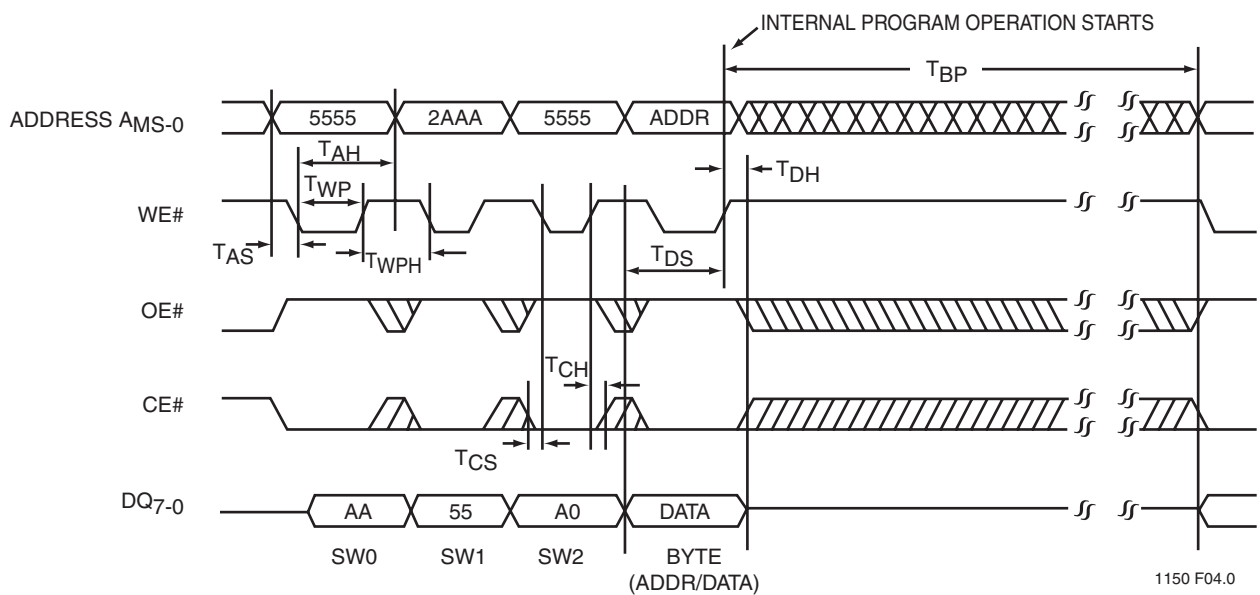 INTERNAL PROGRAM OPERATION STARTS
TBP
ADDRESS AMS-0
5555
2AAA
5555
ADDR
TAH
TDH
TWP
WE#
TAS
TWPH
TDS
OE#
TCH
CE#
TCS
DQ7-0
AA
55
A0
DATA
SW0
SW1
SW2
BYTE
(ADDR/DATA)
1150 F04.0